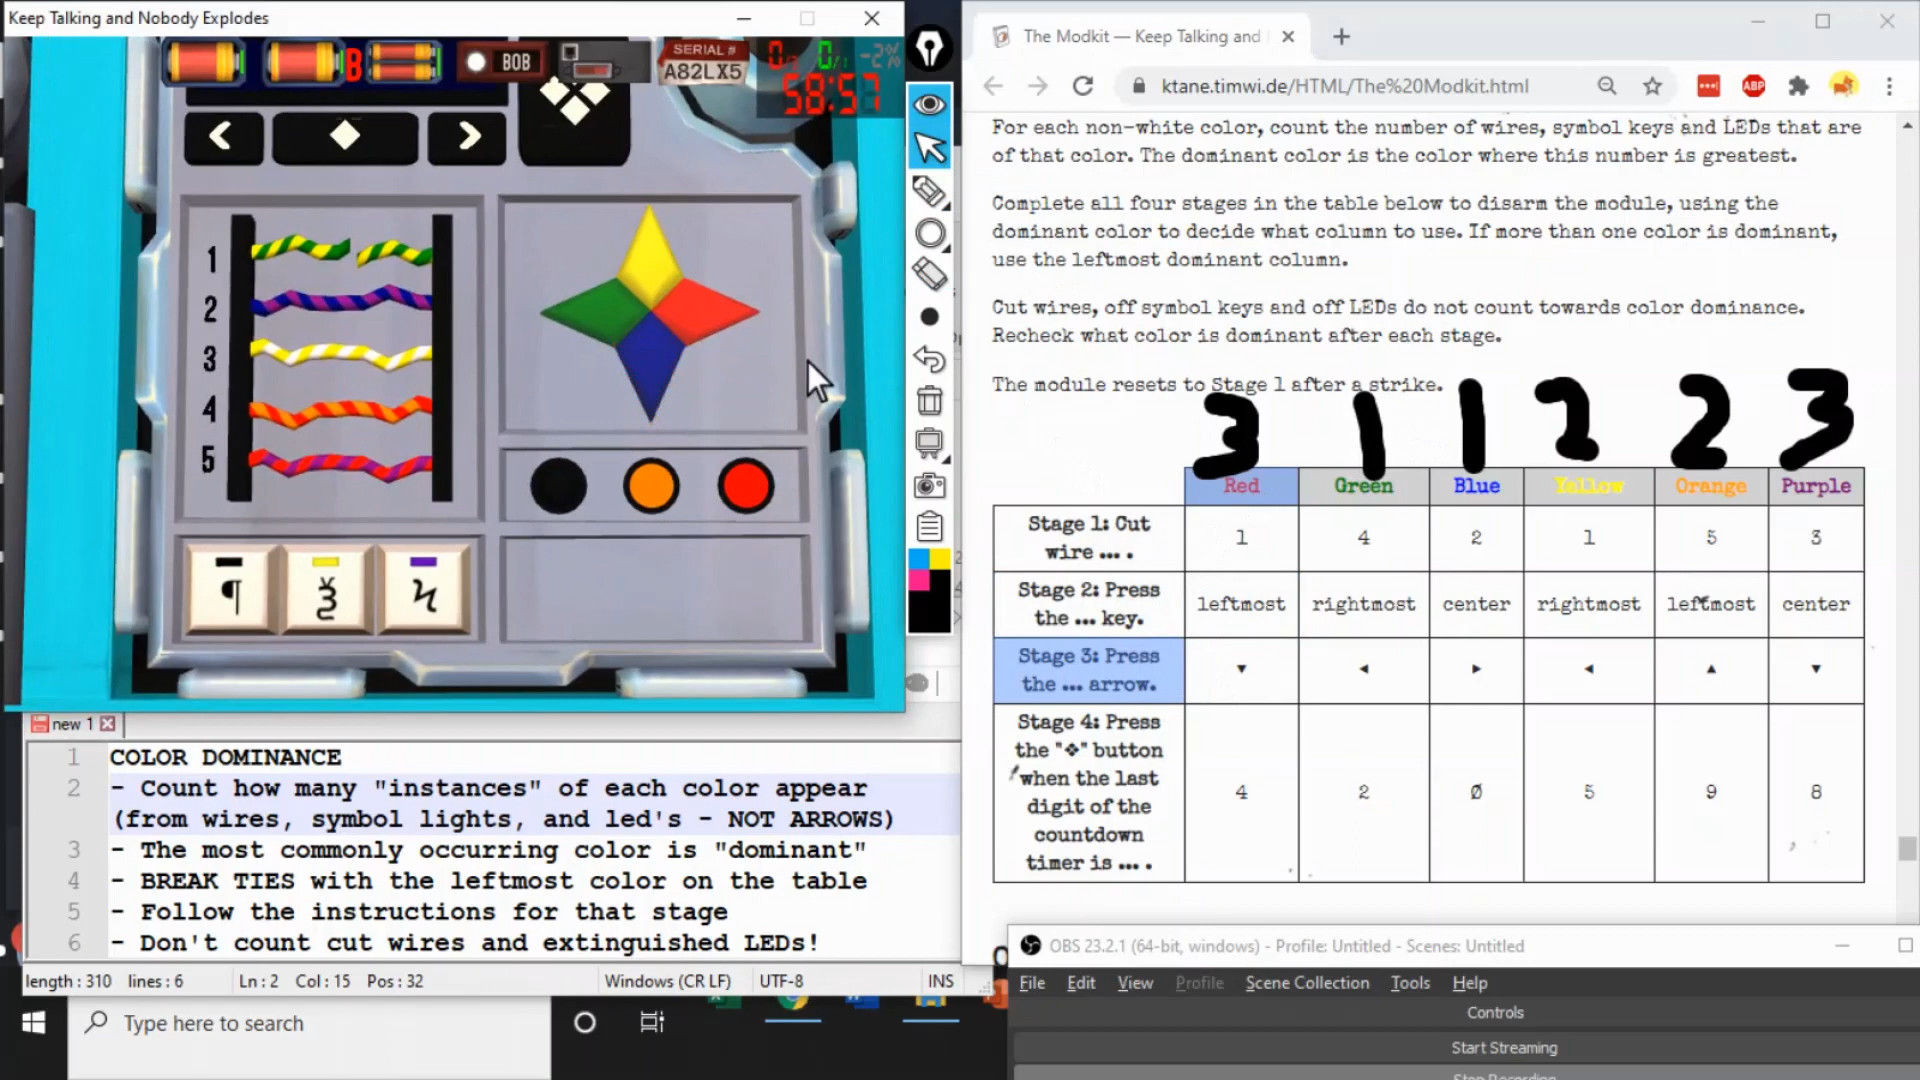 Keep Talking and Nobody Explodes
B
BOB
SERIAL #
A82LX5
58:57
1
2
3
4
5
new 1
1 COLOR DOMINANCE
2 - Count how many "instances" of each color appear
(from wires, symbol lights, and led's - NOT ARROWS)
3 - The most commonly occurring color is "dominant"
4 - BREAK TIES with the leftmost color on the table
5 - Follow the instructions for that stage
6 - Don't count cut wires and extinguished LEDs!
length : 310 lines : 6 Ln : 2 Col : 15 Pos : 32 Windows (CR LF) UTF-8 INS
Type here to search
The Modkit — Keep Talking and
ktane.timwi.de/HTML/The%20Modkit.html
ABP
For each non-white color, count the number of wires, symbol keys and LEDs that are
of that color. The dominant color is the color where this number is greatest.
Complete all four stages in the table below to disarm the module, using the
dominant color to decide what column to use. If more than one color is dominant,
use the leftmost dominant column.
Cut wires, off symbol keys and off LEDs do not count towards color dominance.
Recheck what color is dominant after each stage.
The module resets to Stage 1 after a strike.
3 1 1 2 2 3
Red Green Blue Yellow Orange Purple
Stage 1: Cut
wire ... .
1 4 2 1 5 3
Stage 2: Press
the ... key.
leftmost rightmost center rightmost leftmost center
Stage 3: Press
the ... arrow.
▼ ◄ ► ◄ ▲ ▼
Stage 4: Press
the "❖" button
when the last
digit of the
countdown
timer is ... .
4 2 Ø 5 9 8
OBS 23.2.1 (64-bit, windows) - Profile: Untitled - Scenes: Untitled
File Edit View Profile Scene Collection Tools Help
Controls
Start Streaming